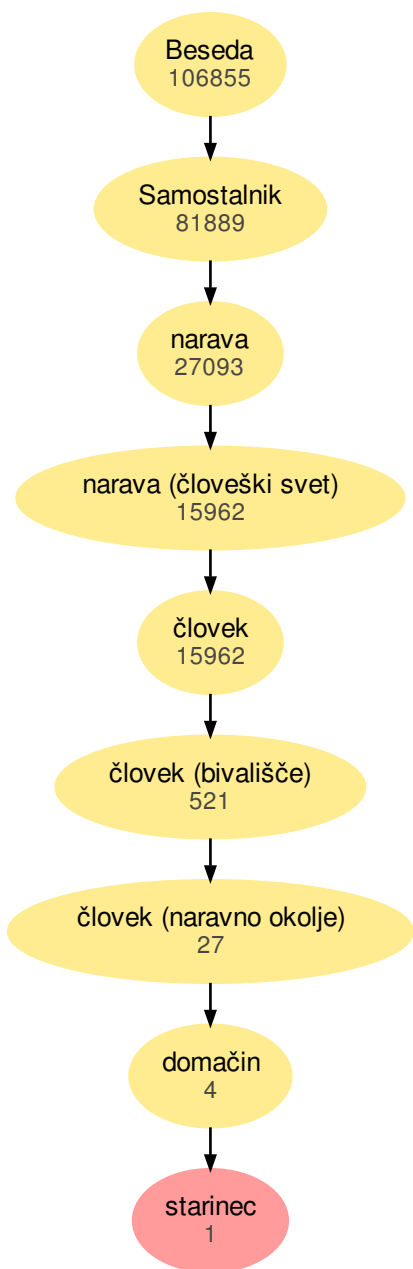 Beseda
106855
Samostalnik
81889
narava
27093
narava (človeški svet)
15962
človek
15962
človek (bivališče)
521
človek (naravno okolje)
27
domačin
4
starinec
1